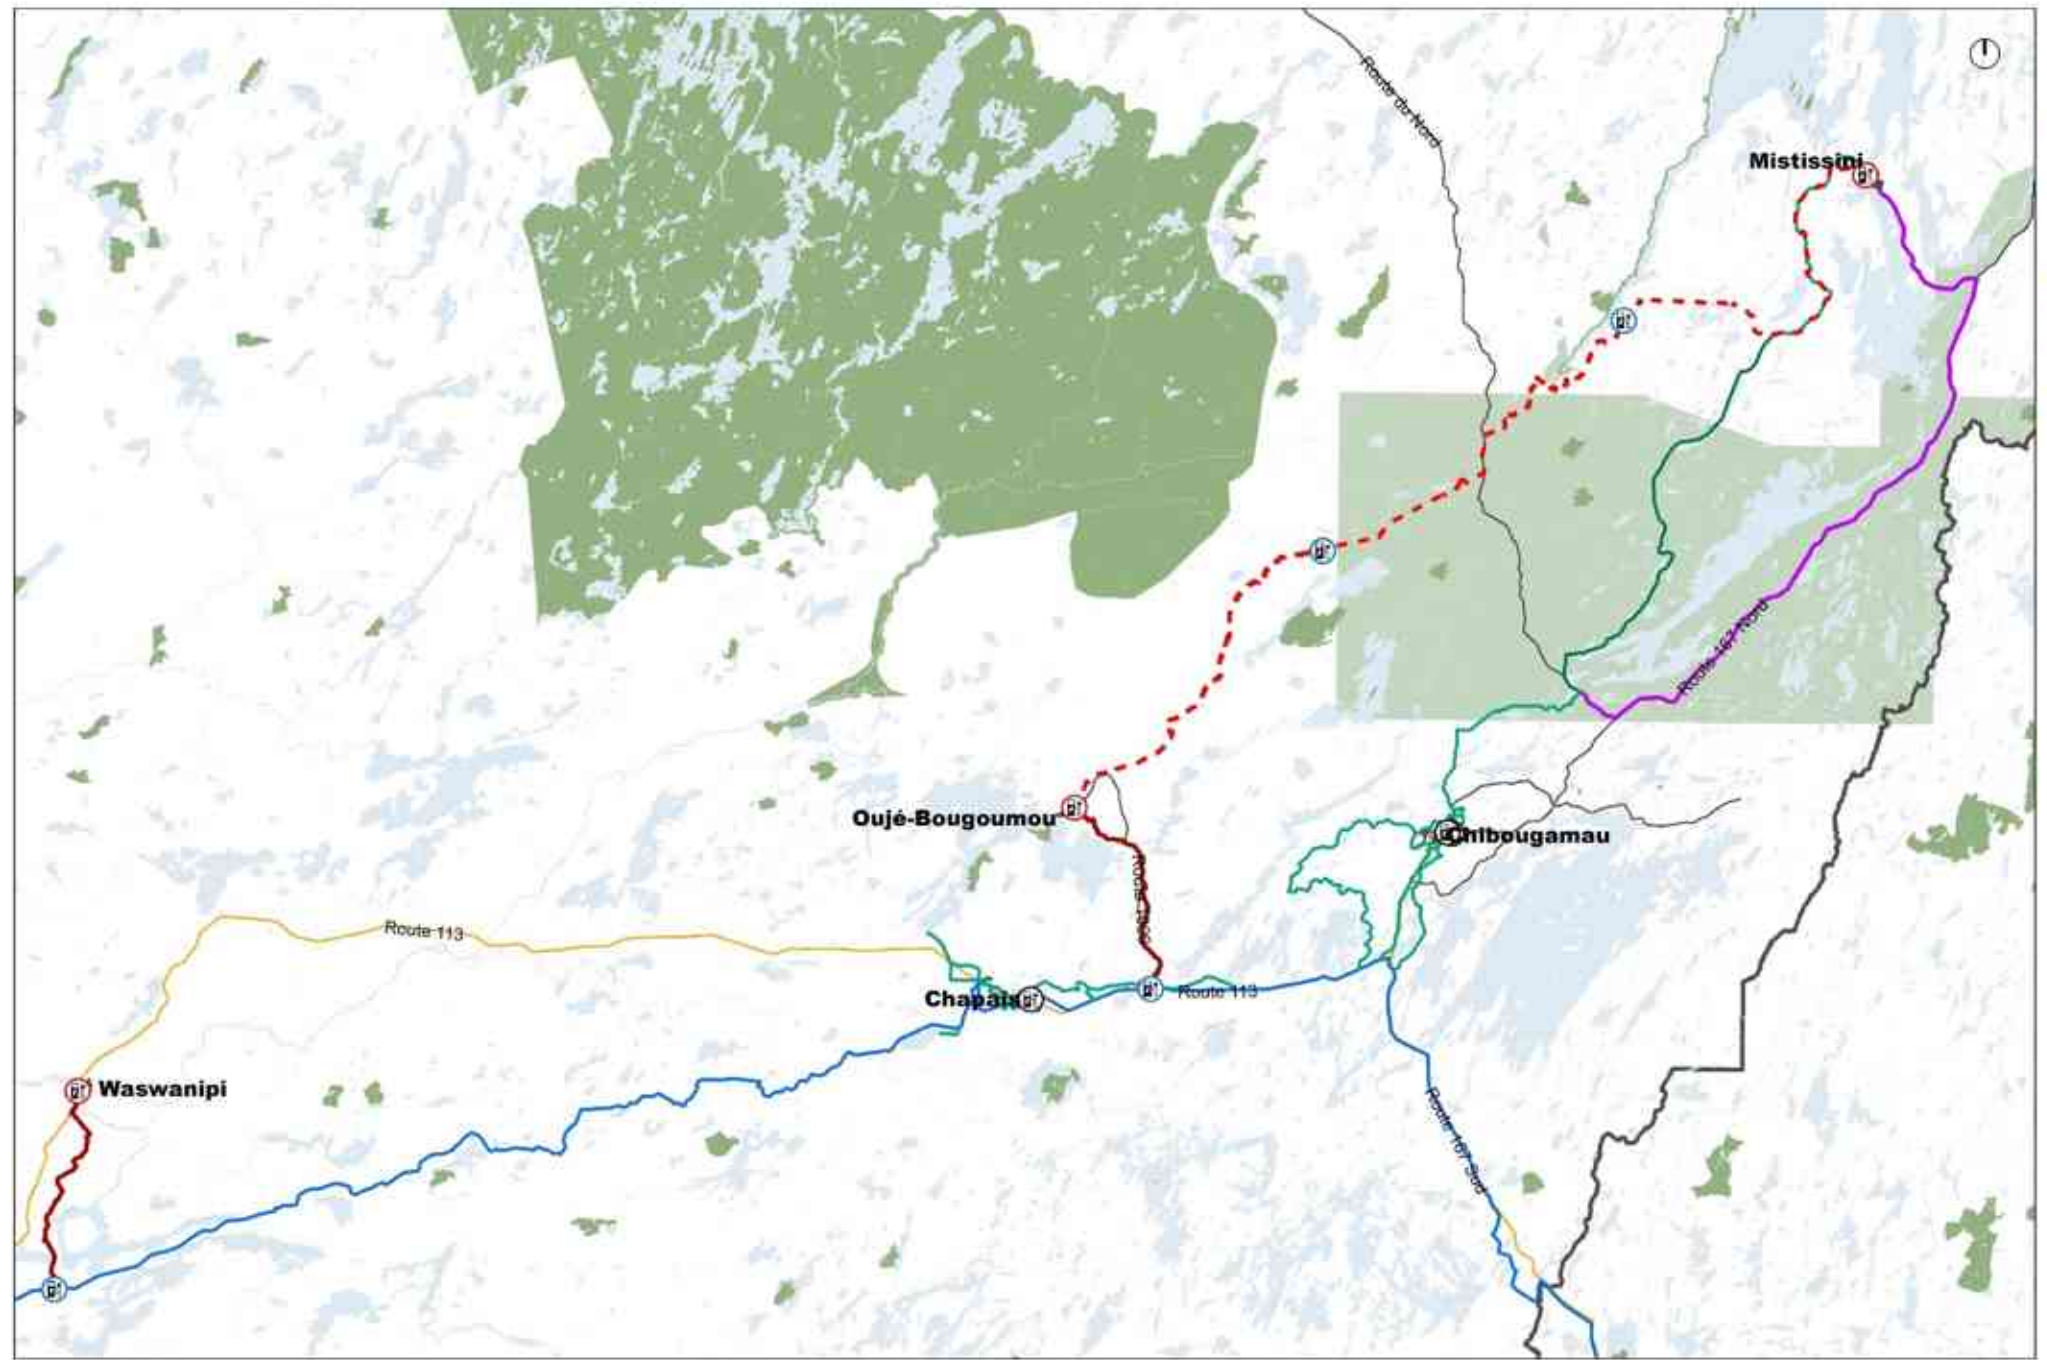 Route du Nord
Mistissini
Route 167 Nord
Oujé-Bougoumou
Chibougamau
Route 113
Chapais
Route 113
Waswanipi
Route 167 Sud